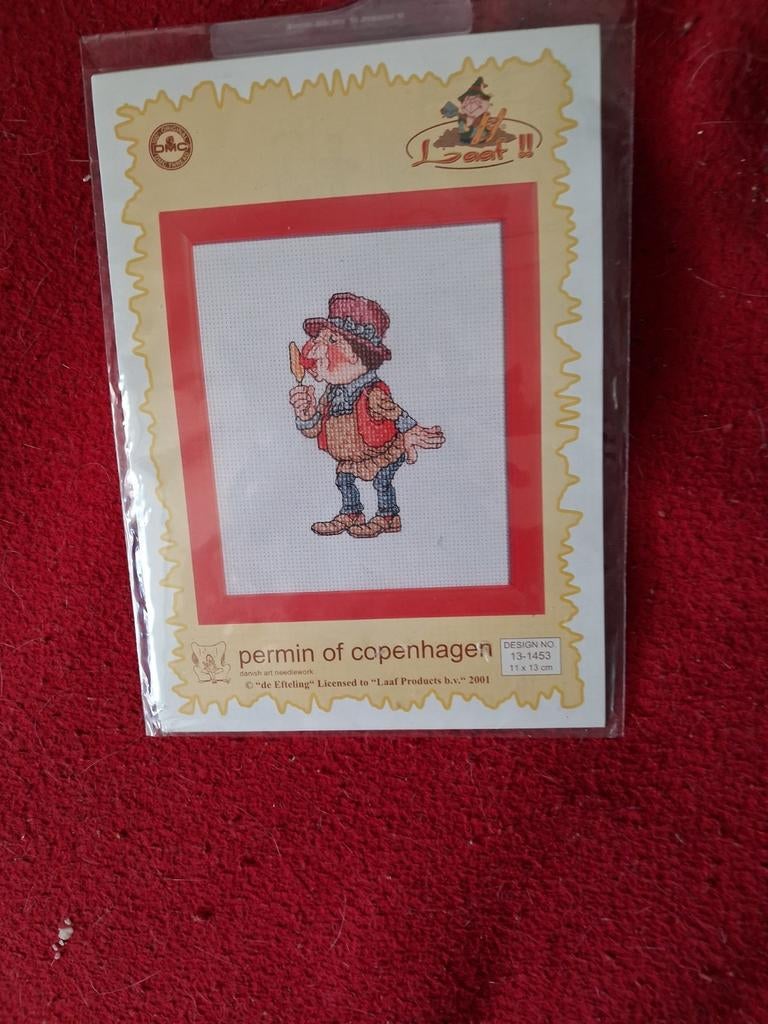 DMC
Laaf !!
permin of copenhagen
danish art needlework
© "de Efteling" Licensed to "Laaf Products b.v." 2001
DESIGN NO.
13-1453
11 x 13 cm